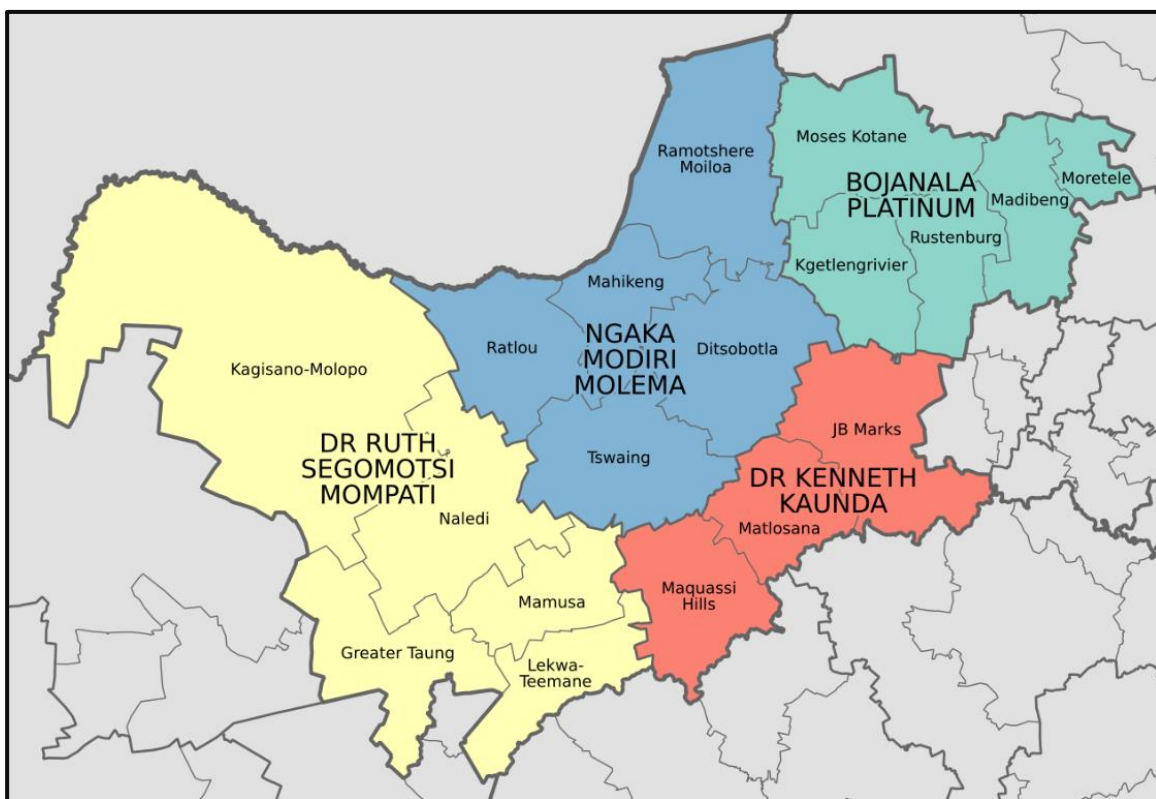 Ramotshere
Moiloa
Moses Kotane
BOJANALA
PLATINUM
Moretele
Madibeng
Rustenburg
Kgetlengrivier
Mahikeng
NGAKA
MODIRI
MOLEMA
Ratlou
Ditsobotla
Tswaing
Kagisano-Molopo
DR RUTH
SEGOMOTSI
MOMPATI
Naledi
Mamusa
Greater Taung
Lekwa-
Teemane
JB Marks
DR KENNETH
KAUNDA
Matlosana
Maquassi
Hills